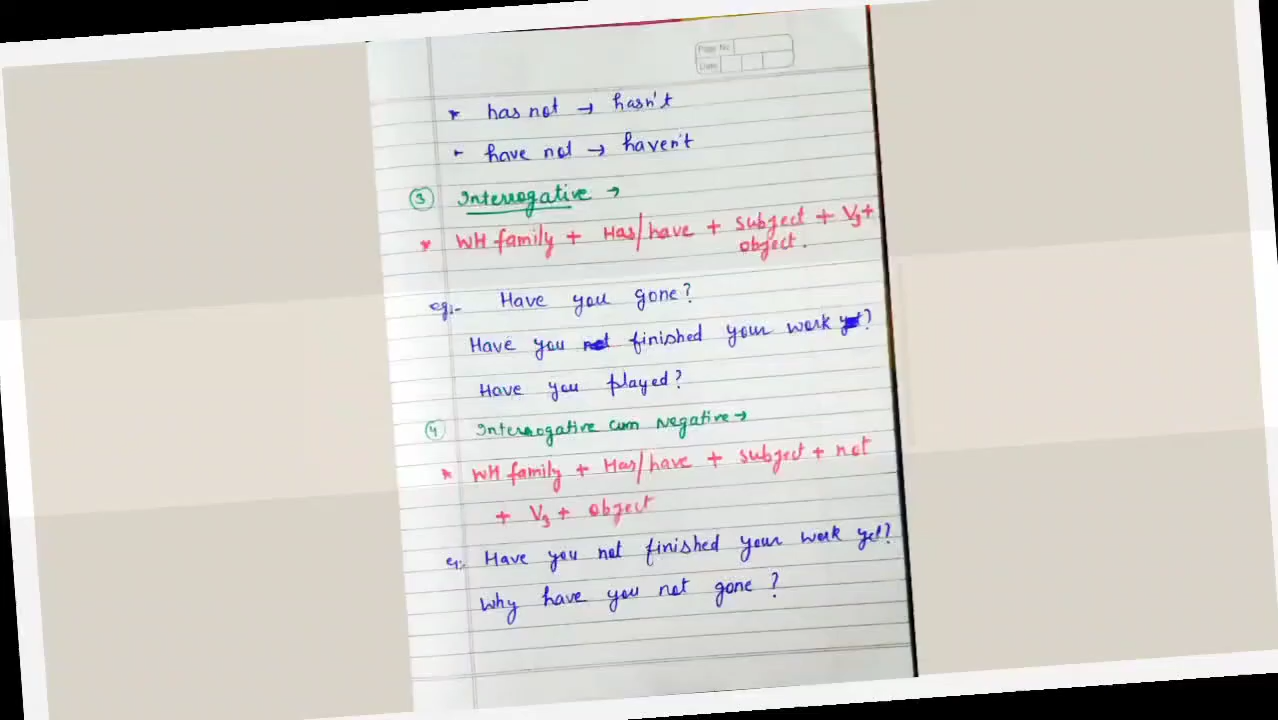 Page No
Date
* has not → hasn't
* have not → haven't
③ Interrogative →
* WH family + Has/have + subject + V3 +
object.
eg:- Have you gone?
Have you finished your work ?
Have you played?
④ Interrogative cum Negative →
* WH family + Has/have + subject + not
+ V3 + object
eg:- Have you not finished your work yet?
Why have you not gone ?